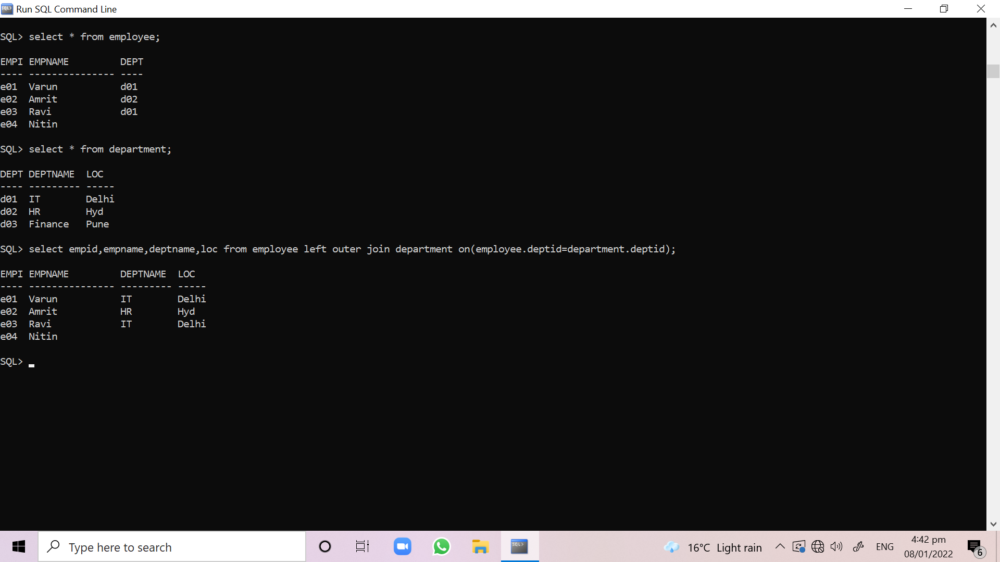 Run SQL Command Line
SQL> select * from employee;
EMPI EMPNAME         DEPT
---- --------------- ----
e01  Varun           d01
e02  Amrit           d02
e03  Ravi            d01
e04  Nitin
SQL> select * from department;
DEPT DEPTNAME  LOC
---- --------- -----
d01  IT        Delhi
d02  HR        Hyd
d03  Finance   Pune
SQL> select empid,empname,deptname,loc from employee left outer join department on(employee.deptid=department.deptid);
EMPI EMPNAME         DEPTNAME  LOC
---- --------------- --------- -----
e01  Varun           IT        Delhi
e02  Amrit           HR        Hyd
e03  Ravi            IT        Delhi
e04  Nitin
SQL>
Type here to search
16°C Light rain
ENG
4:42 pm
08/01/2022
6